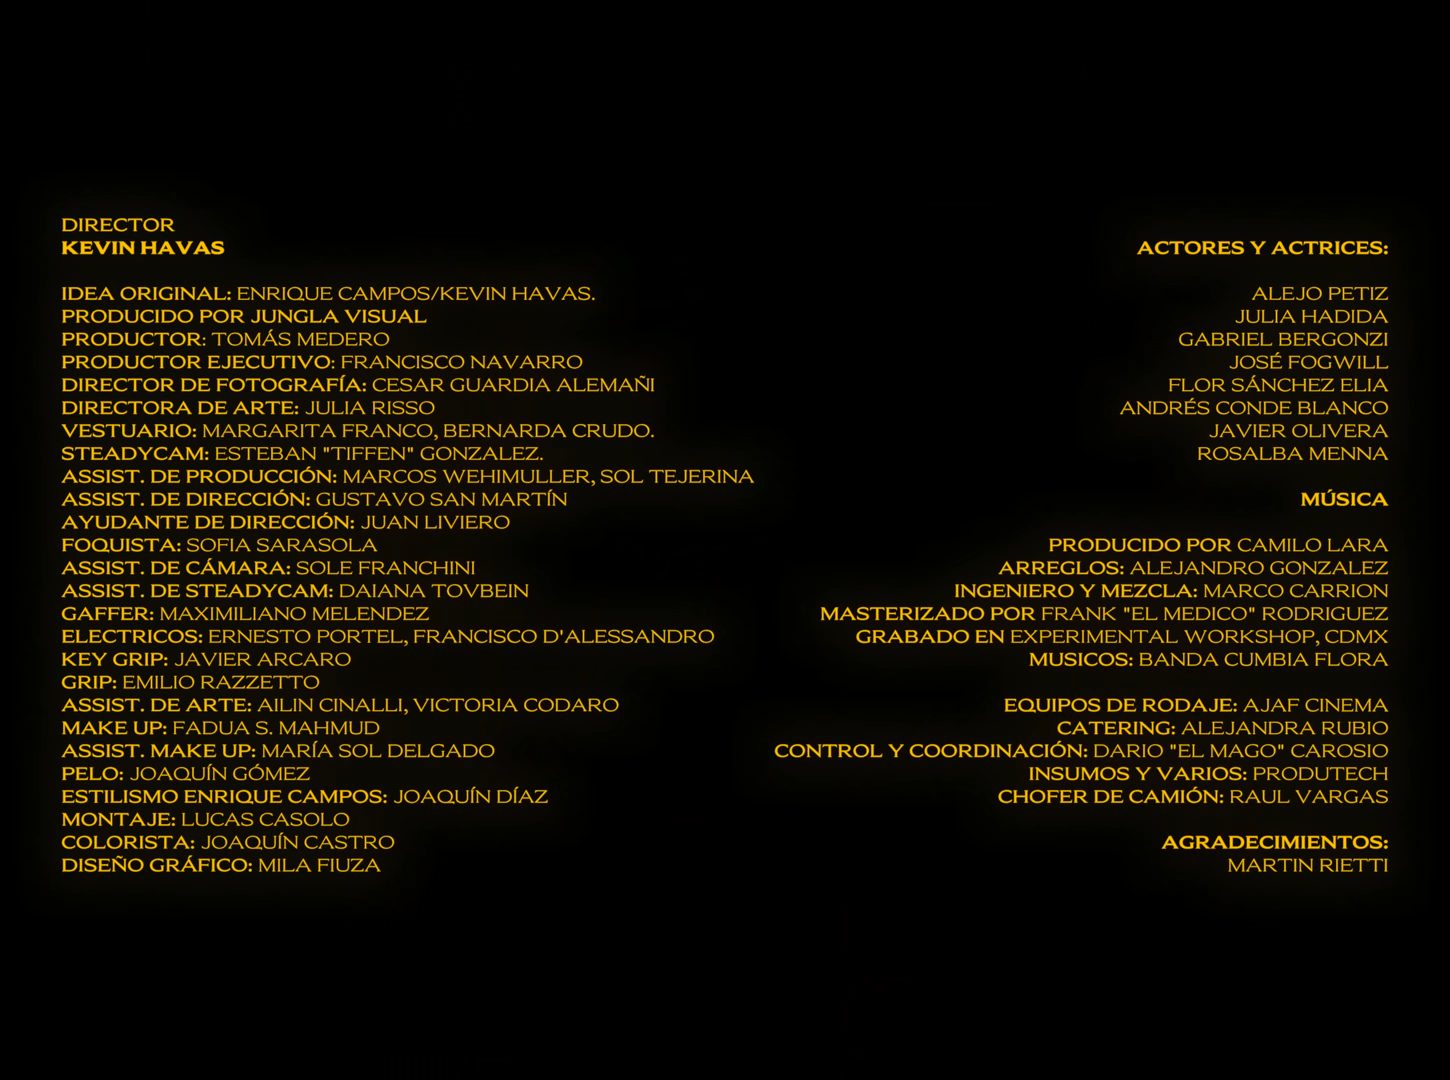 DIRECTOR
KEVIN HAVAS
IDEA ORIGINAL: ENRIQUE CAMPOS/KEVIN HAVAS.
PRODUCIDO POR JUNGLA VISUAL
PRODUCTOR: TOMÁS MEDERO
PRODUCTOR EJECUTIVO: FRANCISCO NAVARRO
DIRECTOR DE FOTOGRAFÍA: CESAR GUARDIA ALEMAÑI
DIRECTORA DE ARTE: JULIA RISSO
VESTUARIO: MARGARITA FRANCO, BERNARDA CRUDO.
STEADYCAM: ESTEBAN "TIFFEN" GONZALEZ.
ASSIST. DE PRODUCCIÓN: MARCOS WEHIMULLER, SOL TEJERINA
ASSIST. DE DIRECCIÓN: GUSTAVO SAN MARTÍN
AYUDANTE DE DIRECCIÓN: JUAN LIVIERO
FOQUISTA: SOFIA SARASOLA
ASSIST. DE CÁMARA: SOLE FRANCHINI
ASSIST. DE STEADYCAM: DAIANA TOVBEIN
GAFFER: MAXIMILIANO MELENDEZ
ELECTRICOS: ERNESTO PORTEL, FRANCISCO D'ALESSANDRO
KEY GRIP: JAVIER ARCARO
GRIP: EMILIO RAZZETTO
ASSIST. DE ARTE: AILIN CINALLI, VICTORIA CODARO
MAKE UP: FADUA S. MAHMUD
ASSIST. MAKE UP: MARÍA SOL DELGADO
PELO: JOAQUÍN GÓMEZ
ESTILISMO ENRIQUE CAMPOS: JOAQUÍN DÍAZ
MONTAJE: LUCAS CASOLO
COLORISTA: JOAQUÍN CASTRO
DISEÑO GRÁFICO: MILA FIUZA
ACTORES Y ACTRICES:
ALEJO PETIZ
JULIA HADIDA
GABRIEL BERGONZI
JOSÉ FOGWILL
FLOR SÁNCHEZ ELIA
ANDRÉS CONDE BLANCO
JAVIER OLIVERA
ROSALBA MENNA
MÚSICA
PRODUCIDO POR CAMILO LARA
ARREGLOS: ALEJANDRO GONZALEZ
INGENIERO Y MEZCLA: MARCO CARRION
MASTERIZADO POR FRANK "EL MEDICO" RODRIGUEZ
GRABADO EN EXPERIMENTAL WORKSHOP, CDMX
MUSICOS: BANDA CUMBIA FLORA
EQUIPOS DE RODAJE: AJAF CINEMA
CATERING: ALEJANDRA RUBIO
CONTROL Y COORDINACIÓN: DARIO "EL MAGO" CAROSIO
INSUMOS Y VARIOS: PRODUTECH
CHOFER DE CAMIÓN: RAUL VARGAS
AGRADECIMIENTOS:
MARTIN RIETTI